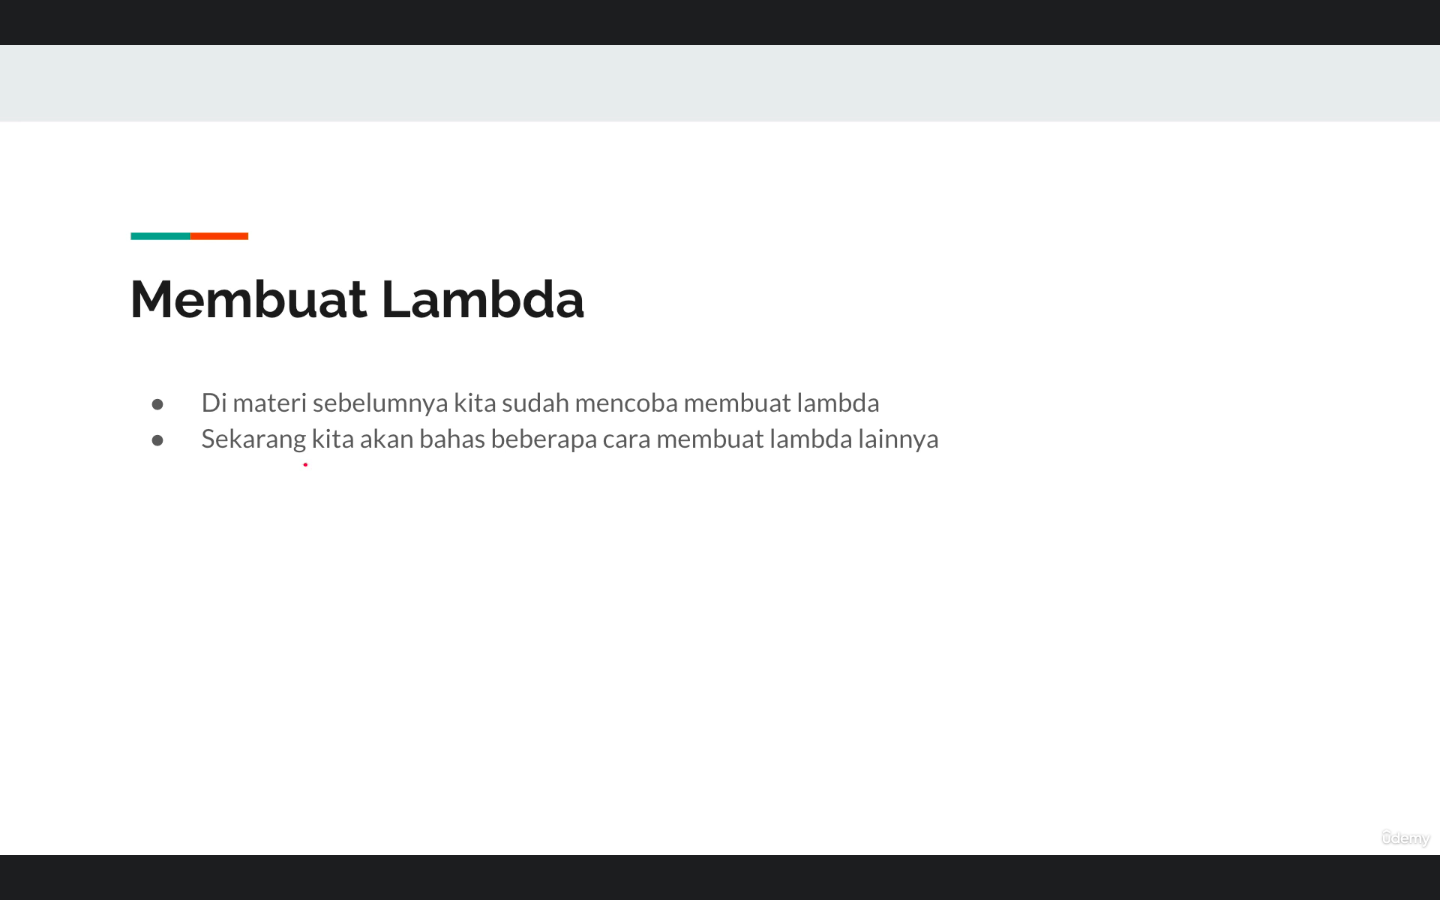 Membuat Lambda
● Di materi sebelumnya kita sudah mencoba membuat lambda
● Sekarang kita akan bahas beberapa cara membuat lambda lainnya
ûdemy